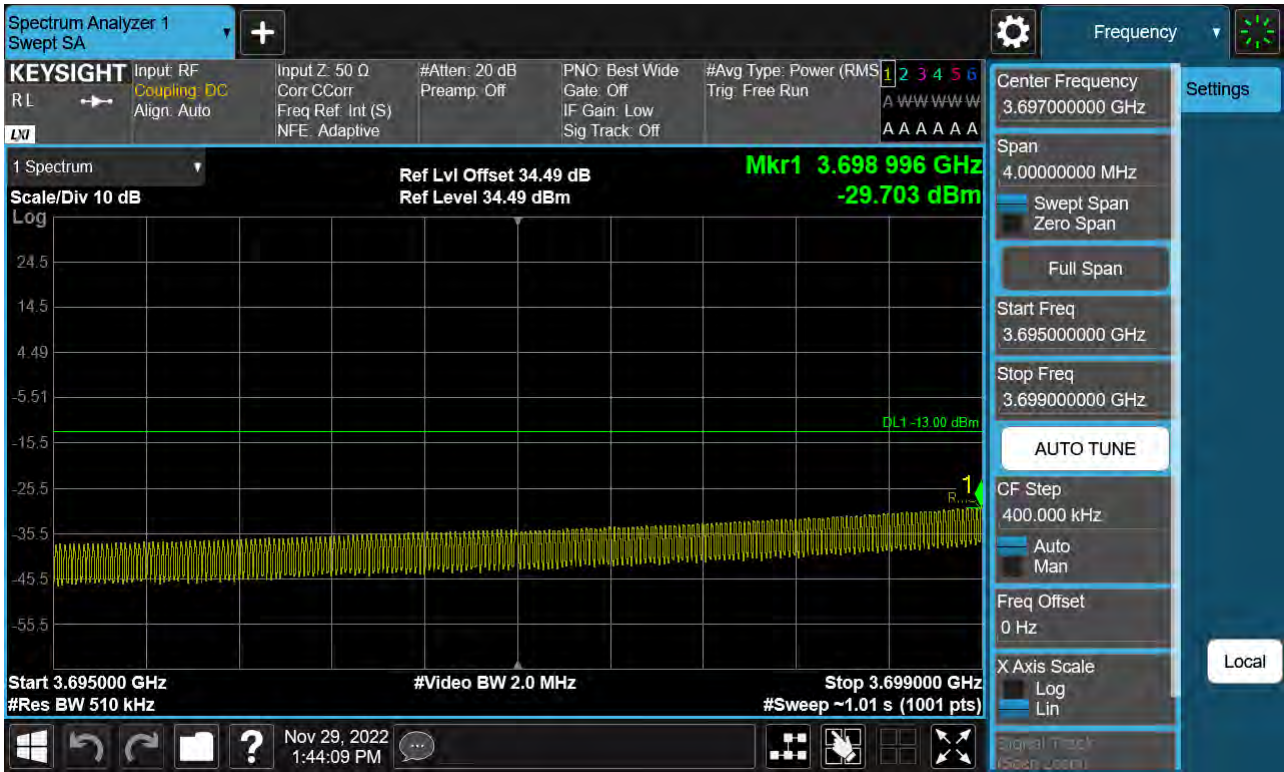 Spectrum Analyzer 1
Swept SA
Frequency
KEYSIGHT
RL
LXI
Input: RF
Coupling: DC
Align: Auto
Input Z: 50 Ω
Corr CCorr
Freq Ref: Int (S)
NFE: Adaptive
#Atten: 20 dB
Preamp: Off
PNO: Best Wide
Gate: Off
IF Gain: Low
Sig Track: Off
#Avg Type: Power (RMS
Trig: Free Run
1 2 3 4 5 6
A W W W W W
A A A A A A
1 Spectrum
Scale/Div 10 dB
Log
Ref Lvl Offset 34.49 dB
Ref Level 34.49 dBm
Mkr1 3.698 996 GHz
-29.703 dBm
24.5
14.5
4.49
-5.51
DL1 -13.00 dBm
-15.5
-25.5
1
-35.5
-45.5
-55.5
Start 3.695000 GHz
#Res BW 510 kHz
#Video BW 2.0 MHz
Stop 3.699000 GHz
#Sweep ~1.01 s (1001 pts)
Center Frequency
3.697000000 GHz
Span
4.00000000 MHz
Swept Span
Zero Span
Full Span
Start Freq
3.695000000 GHz
Stop Freq
3.699000000 GHz
AUTO TUNE
CF Step
400.000 kHz
Auto
Man
Freq Offset
0 Hz
X Axis Scale
Log
Lin
Signal Track
(Span Zoom)
Settings
Local
?
Nov 29, 2022
1:44:09 PM